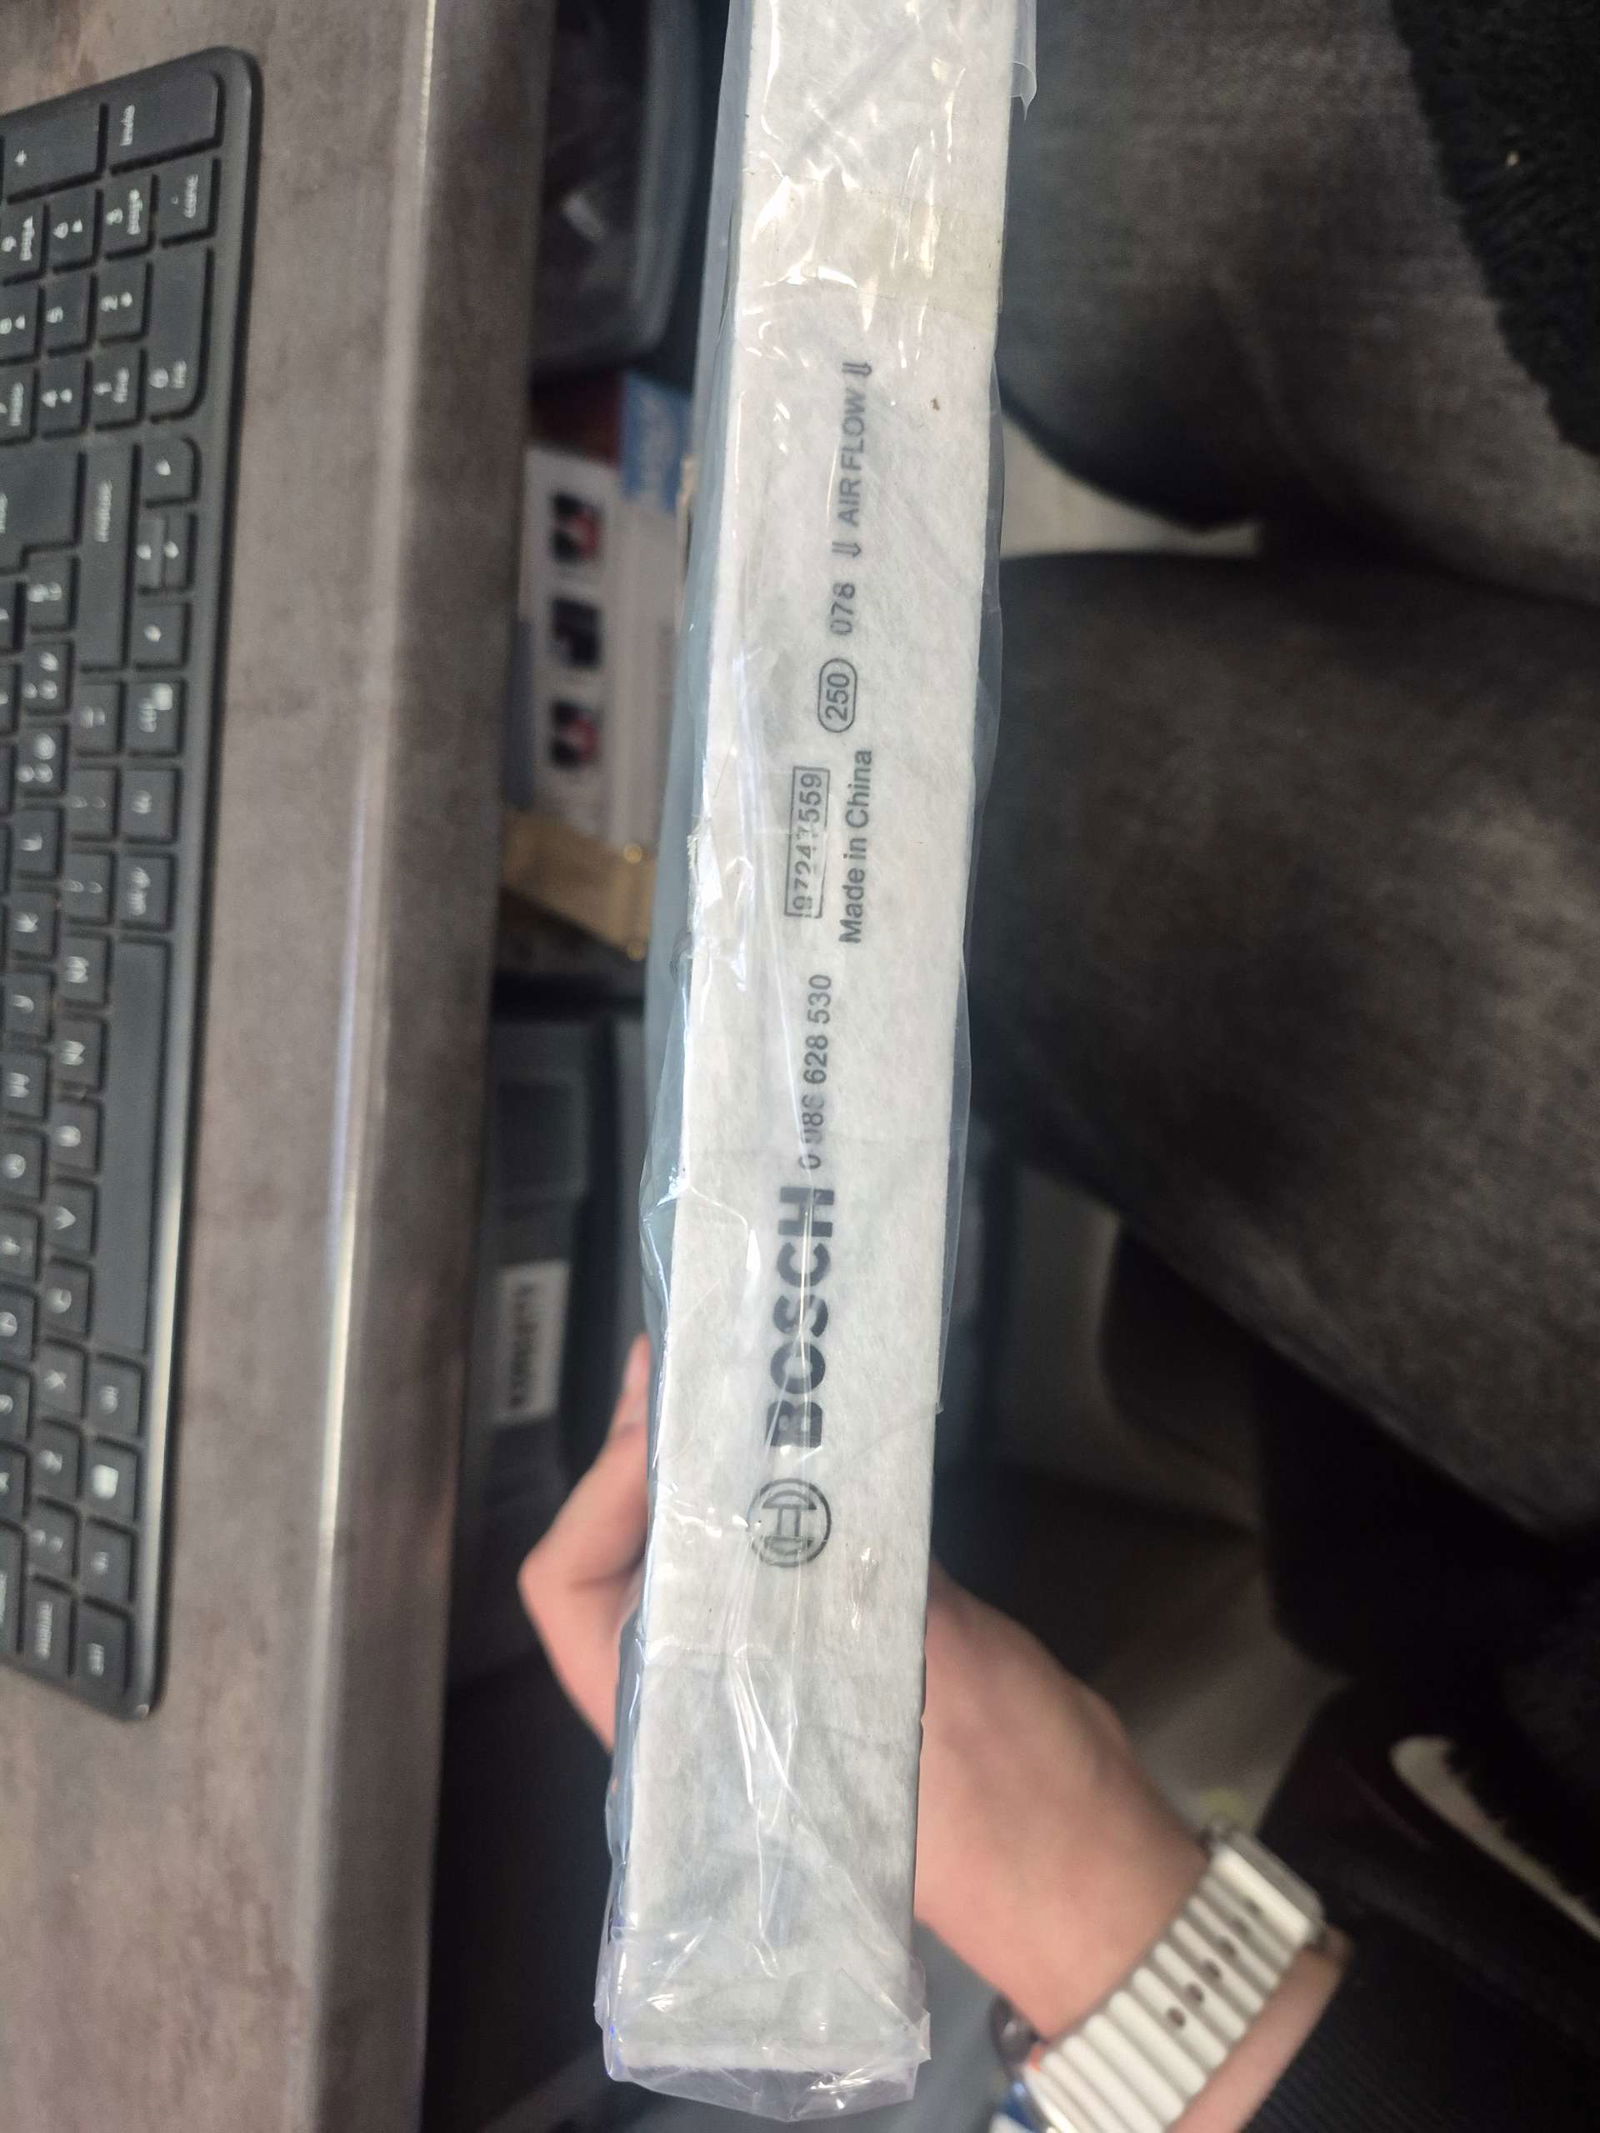 BOSCH 0 986 628 530 97247559 250 078 ⇓ AIR FLOW ⇓
Made in China